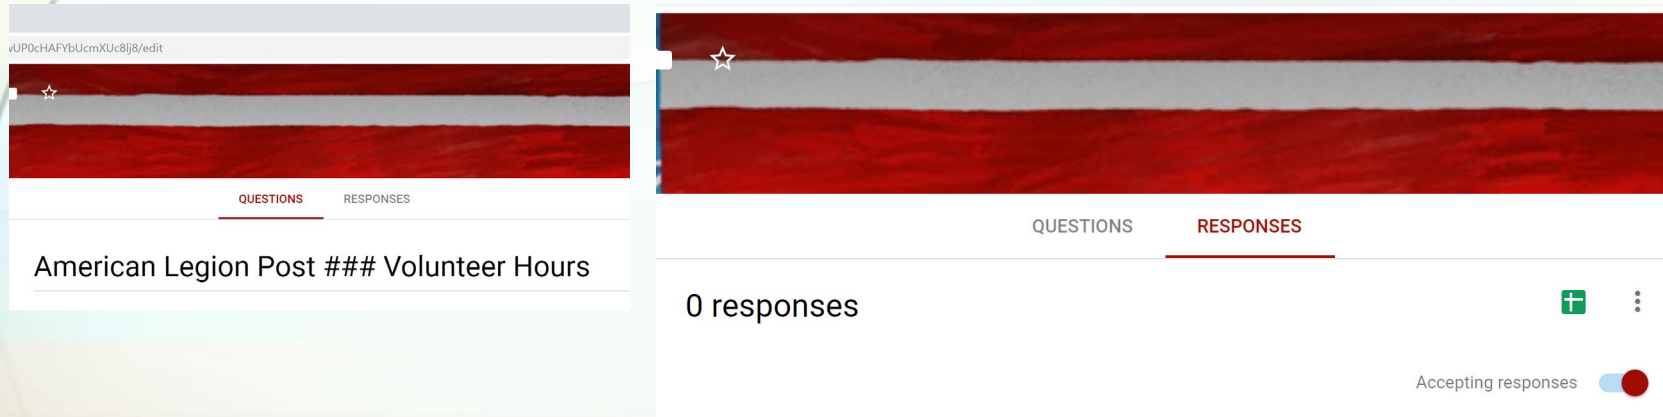 vUP0cHAFYbUcmXUc8lj8/edit
QUESTIONS RESPONSES
American Legion Post ### Volunteer Hours
QUESTIONS RESPONSES
0 responses
Accepting responses